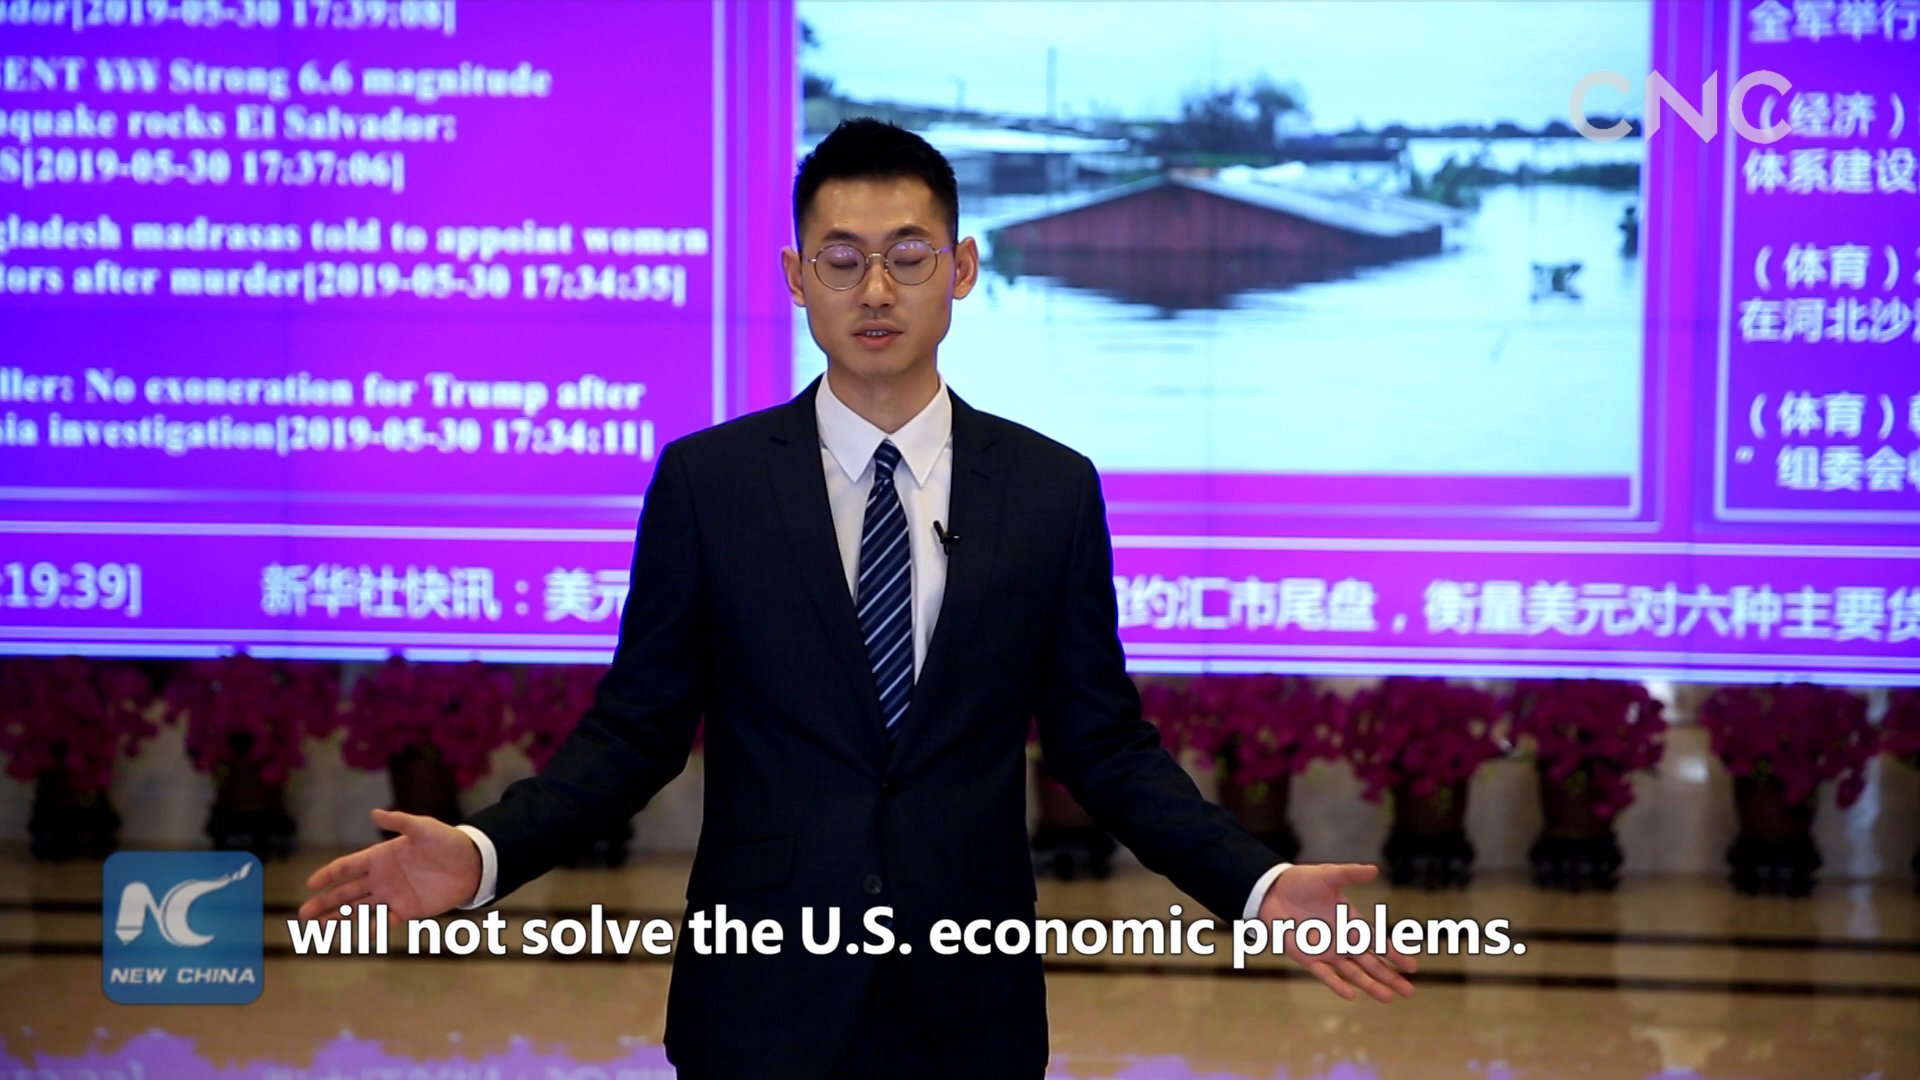 dor[2019-05-30 17:39:08]
ENT ¥¥¥ Strong 6.6 magnitude
quake rocks El Salvador:
S[2019-05-30 17:37:06]
gladesh madrasas told to appoint women
tors after murder[2019-05-30 17:34:35]
ller: No exoneration for Trump after
sia investigation[2019-05-30 17:34:11]
全军举行
CNC
（经济）
体系建设
（体育）
在河北沙
（体育）
”组委会
:19:39]
新华社快讯：美元
约汇市尾盘，衡量美元对六种主要货
NC
NEW CHINA
will not solve the U.S. economic problems.